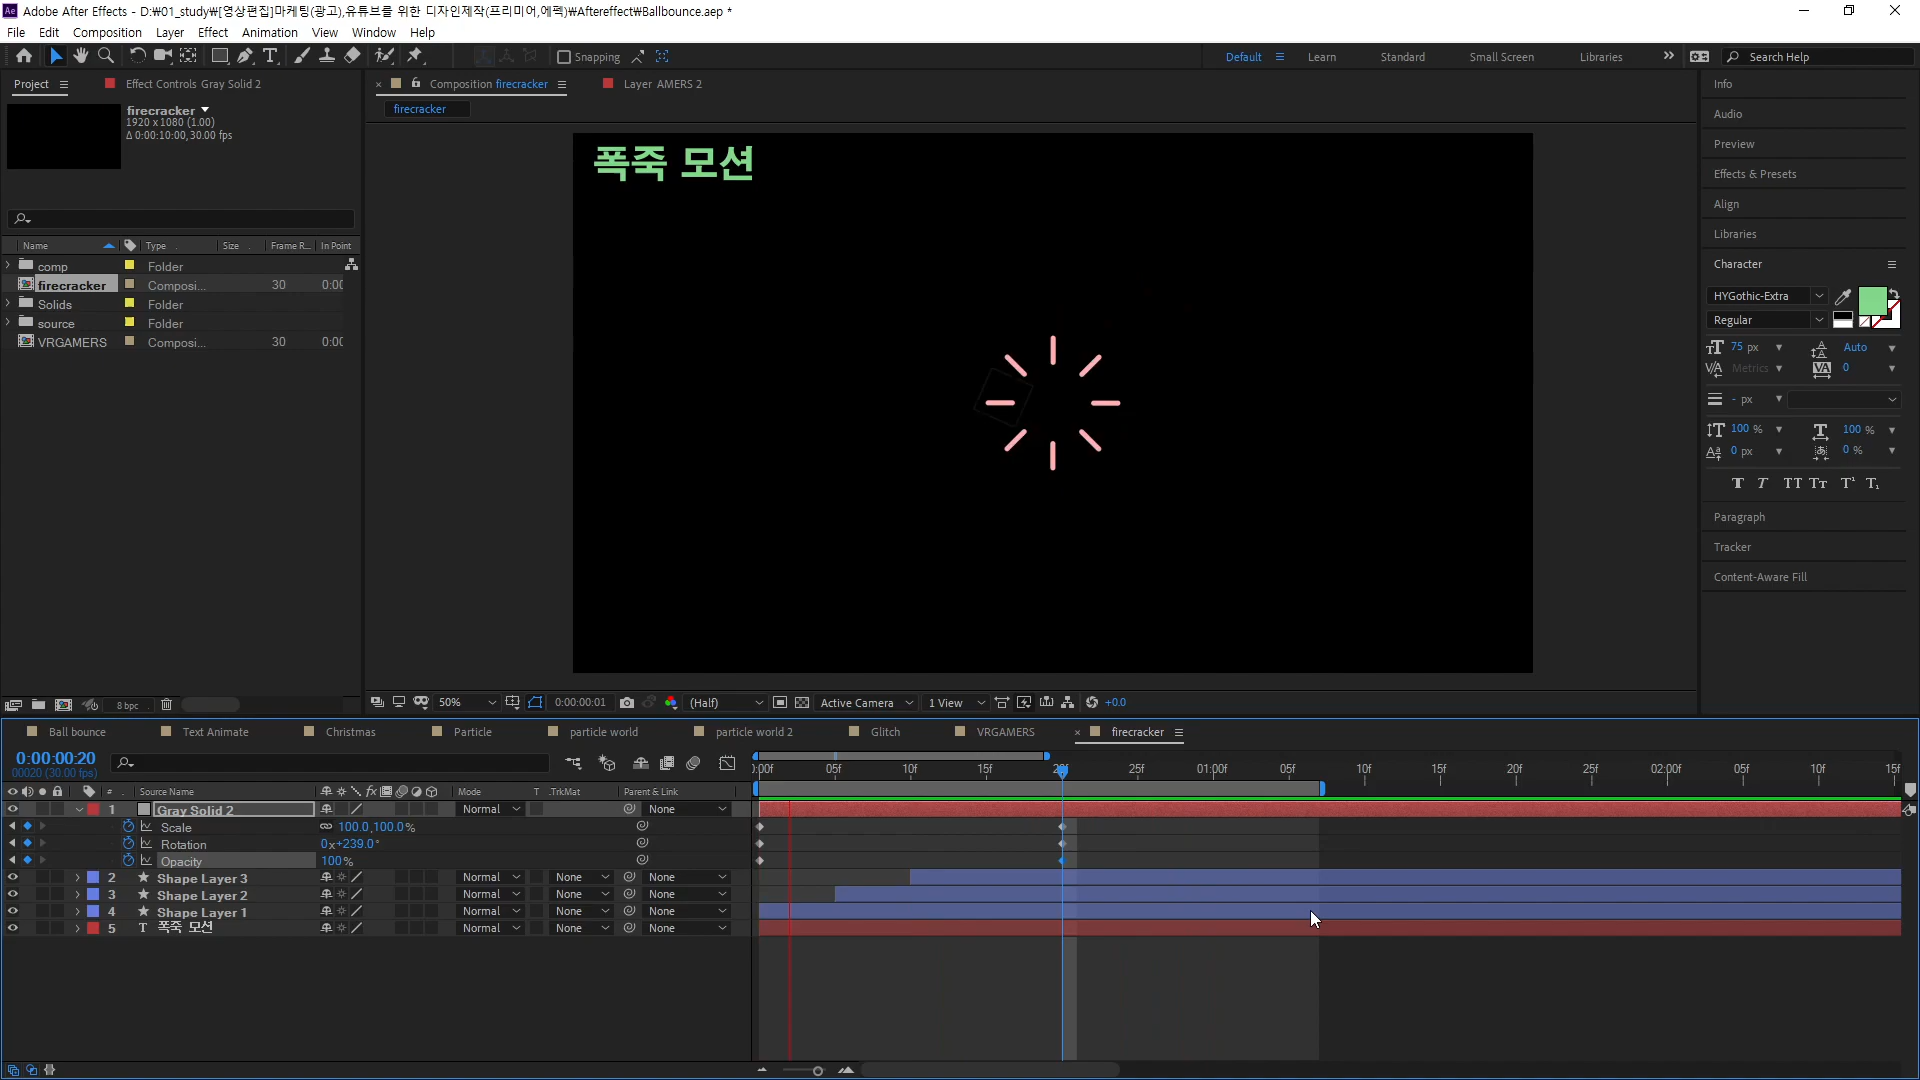 Adobe After Effects - D:\01_study\[영상편집]마케팅(광고),유튜브를 위한 디자인제작(프리미어,에펙)\Aftereffect\Ballbounce.aep *
File Edit Composition Layer Effect Animation View Window Help
Snapping
Default Learn Standard Small Screen Libraries Search Help
Project Effect Controls Gray Solid 2
Composition firecracker Layer AMERS 2
firecracker
firecracker
1920 x 1080 (1.00)
Δ 0:00:10:00, 30.00 fps
Name Type Size Frame R... In Point
comp Folder
firecracker Composi... 30 0:00
Solids Folder
source Folder
VRGAMERS Composi... 30 0:00
8 bpc
폭죽 모션
50% 0:00:00:01 (Half) Active Camera 1 View +0.0
Info
Audio
Preview
Effects & Presets
Align
Libraries
Character
HYGothic-Extra
Regular
75 px Auto
Metrics 0
- px
100 % 100 %
0 px 0 %
T T TT Tт T¹ T₁
Paragraph
Tracker
Content-Aware Fill
Ball bounce Text Animate Christmas Particle particle world particle world 2 Glitch VRGAMERS firecracker
0:00:00:20
00020 (30.00 fps)
:00f 05f 10f 15f 20f 25f 01:00f 05f 10f 15f 20f 25f 02:00f 05f 10f 15f
# Source Name Mode T .TrkMat Parent & Link
1 Gray Solid 2 Normal None
Scale 100.0,100.0%
Rotation 0x+239.0°
Opacity 100%
2 Shape Layer 3 Normal None None
3 Shape Layer 2 Normal None None
4 Shape Layer 1 Normal None None
5 T 폭죽 모션 Normal None None